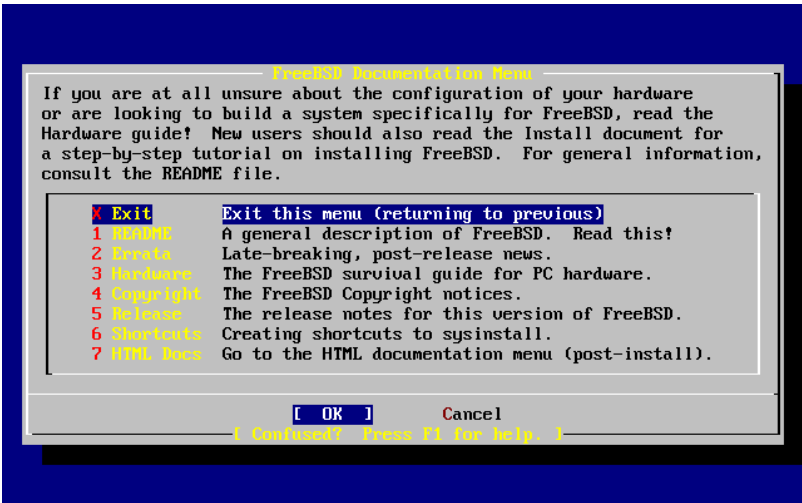 FreeBSD Documentation Menu
If you are at all unsure about the configuration of your hardware
or are looking to build a system specifically for FreeBSD, read the
Hardware guide!  New users should also read the Install document for
a step-by-step tutorial on installing FreeBSD.  For general information,
consult the README file.
X Exit Exit this menu (returning to previous)
1 README A general description of FreeBSD.  Read this!
2 Errata Late-breaking, post-release news.
3 Hardware The FreeBSD survival guide for PC hardware.
4 Copyright The FreeBSD Copyright notices.
5 Release The release notes for this version of FreeBSD.
6 Shortcuts Creating shortcuts to sysinstall.
7 HTML Docs Go to the HTML documentation menu (post-install).
[ OK ] Cancel
[ Confused?  Press F1 for help. ]